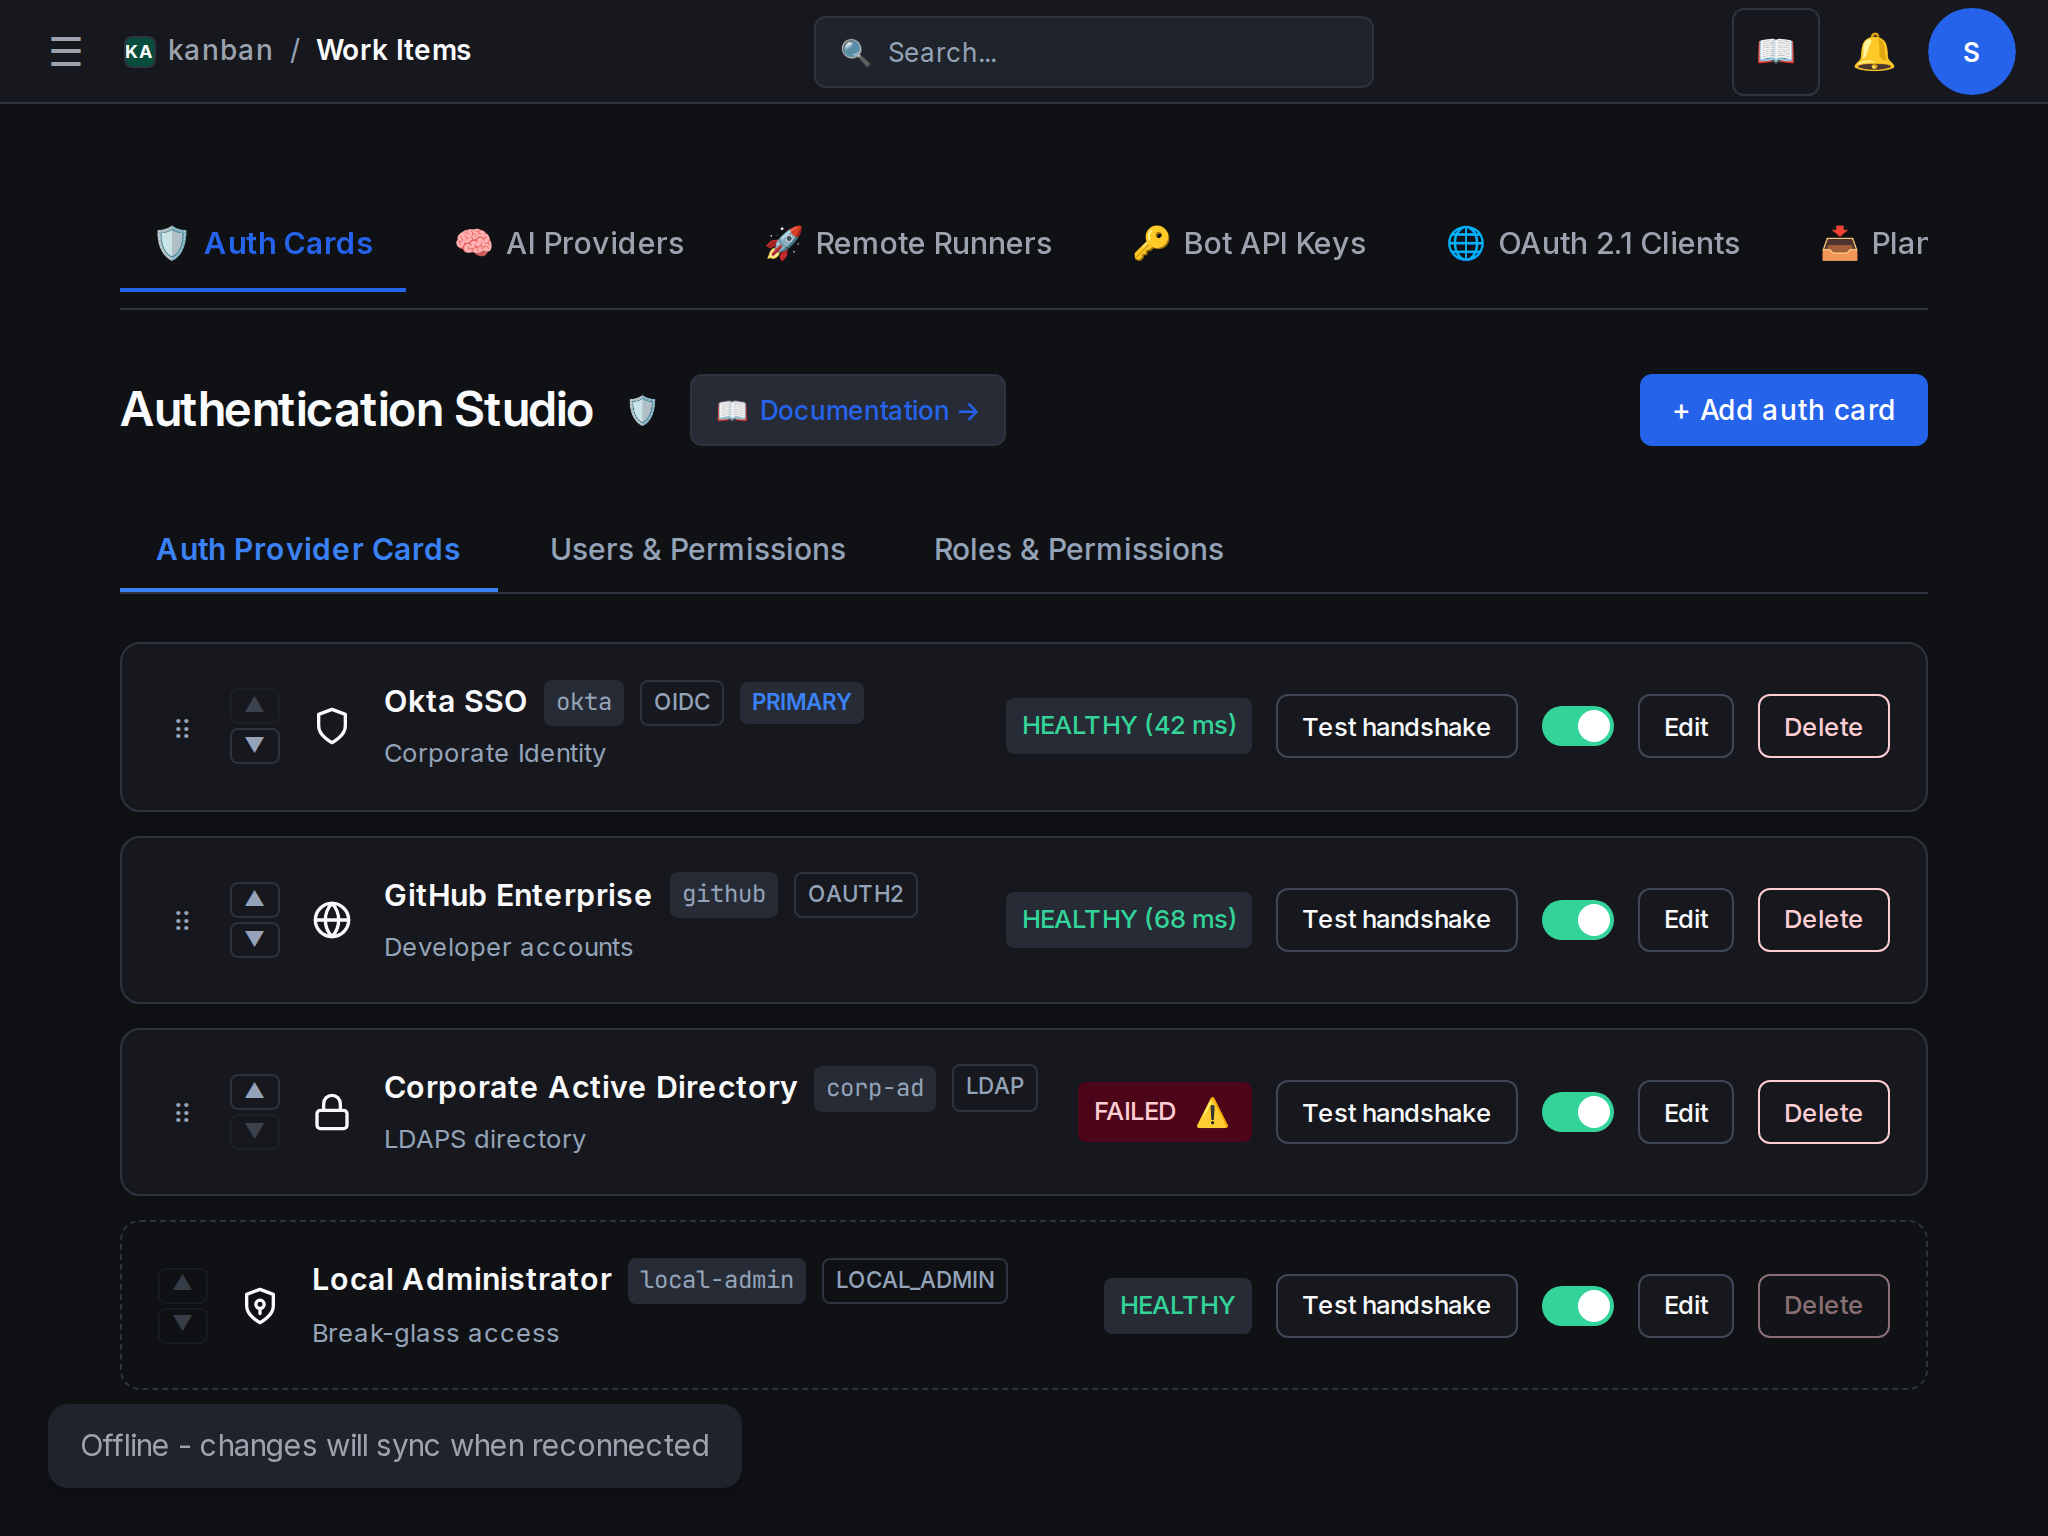 KA kanban / Work Items
Search...
S
Auth Cards
AI Providers
Remote Runners
Bot API Keys
OAuth 2.1 Clients
Authentication Studio
Documentation →
+ Add auth card
Auth Provider Cards
Users & Permissions
Roles & Permissions
Okta SSO okta OIDC PRIMARY
Corporate Identity
HEALTHY (42 ms) Test handshake Edit Delete
GitHub Enterprise github OAUTH2
Developer accounts
HEALTHY (68 ms) Test handshake Edit Delete
Corporate Active Directory corp-ad LDAP
LDAPS directory
FAILED Test handshake Edit Delete
Local Administrator local-admin LOCAL_ADMIN
Break-glass access
HEALTHY Test handshake Edit Delete
Offline - changes will sync when reconnected